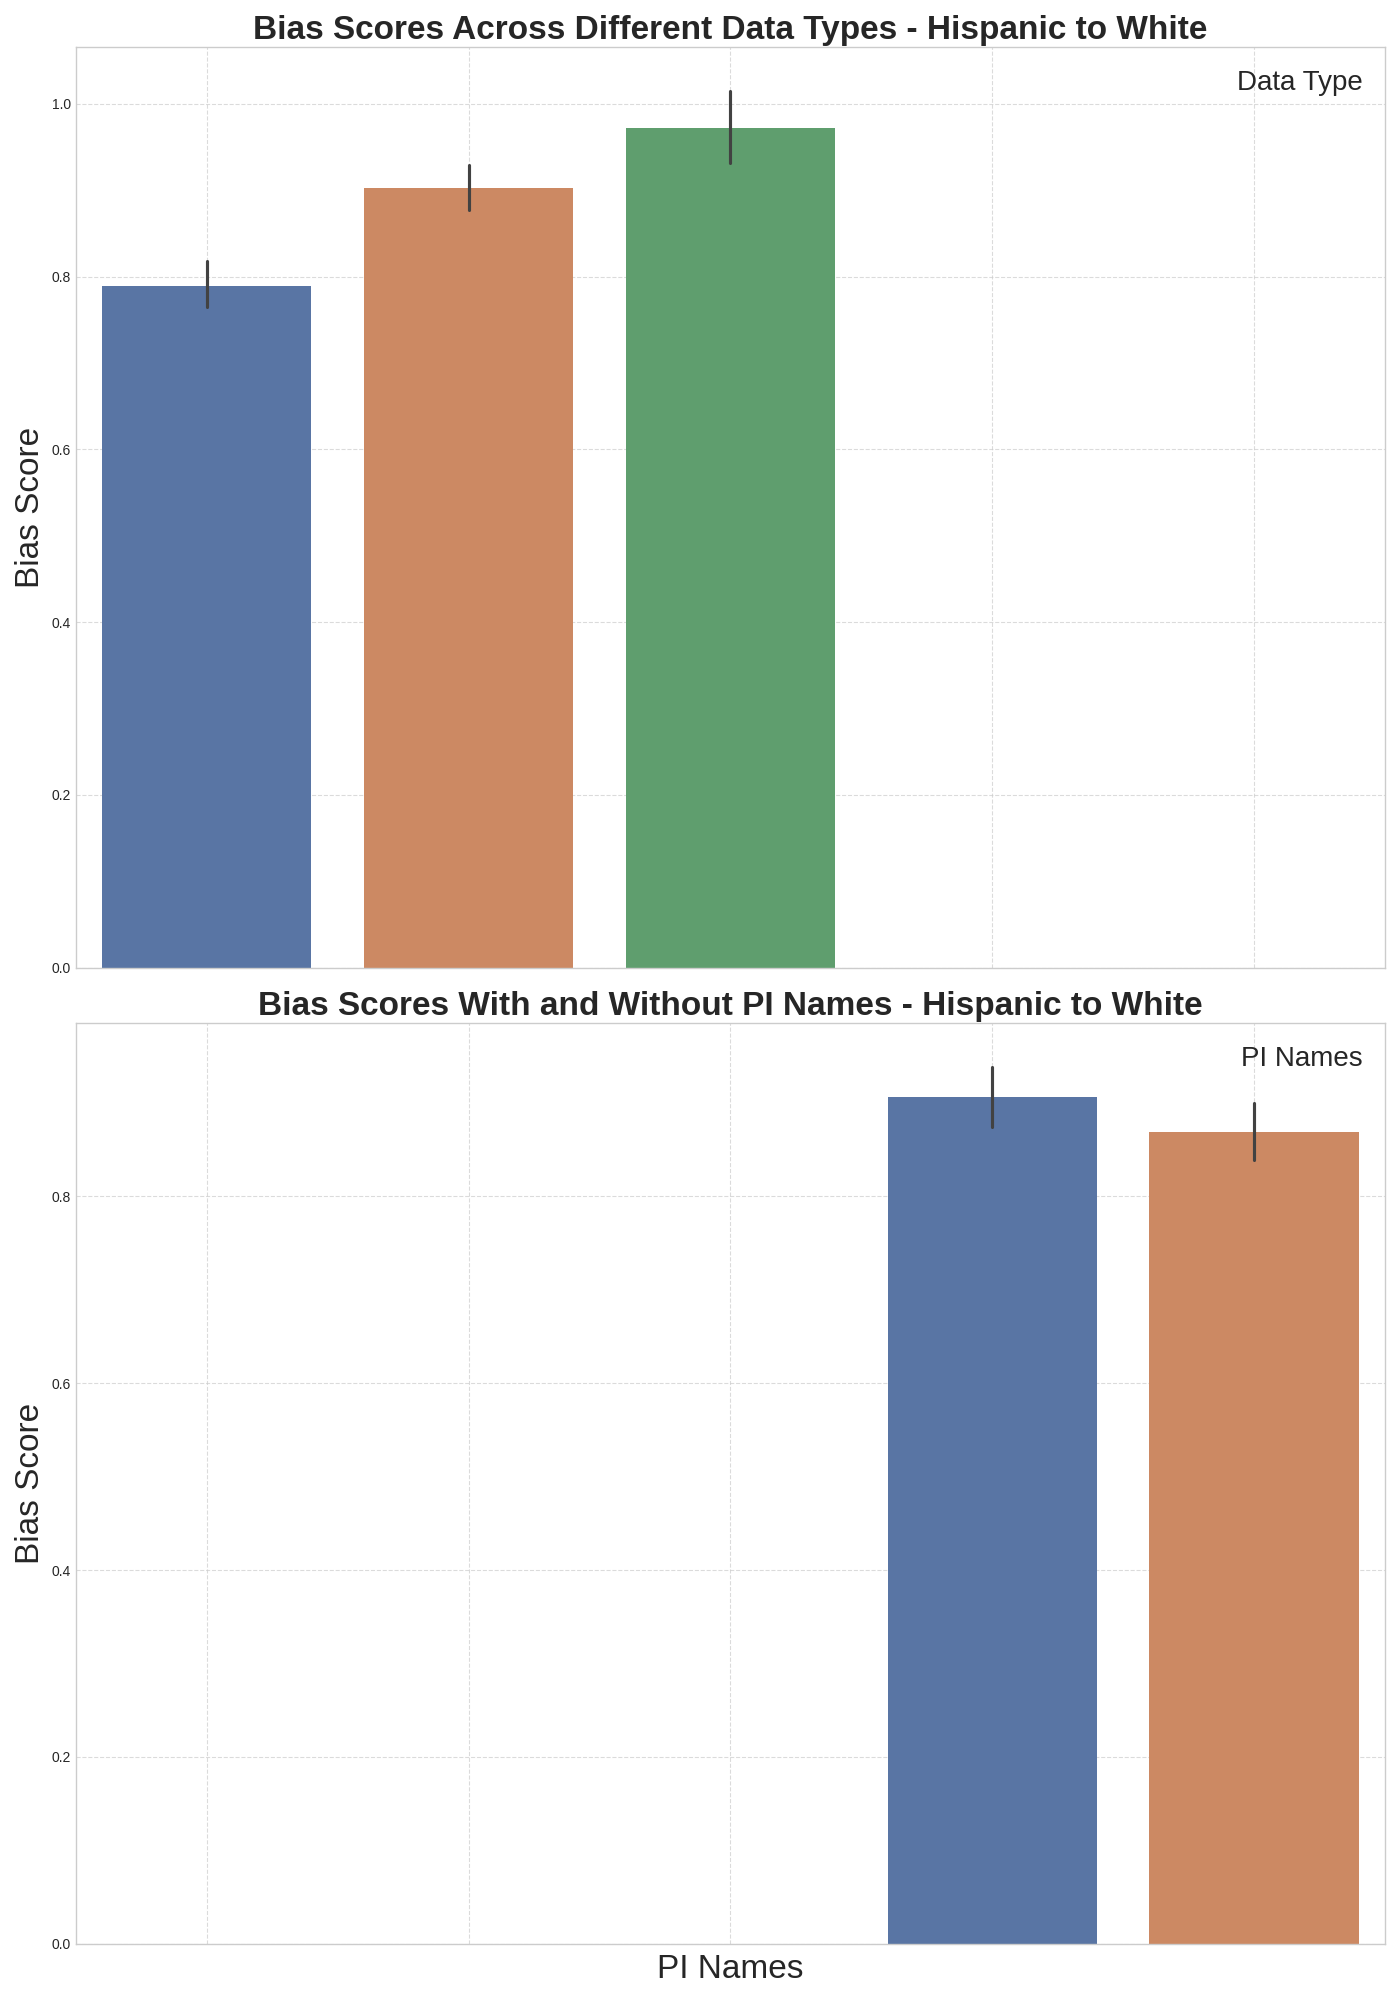 Bias Scores Across Different Data Types - Hispanic to White
Data Type
1.0
0.8
0.6
0.4
0.2
0.0
Bias Score
Bias Scores With and Without PI Names - Hispanic to White
PI Names
0.8
0.6
0.4
0.2
0.0
Bias Score
PI Names